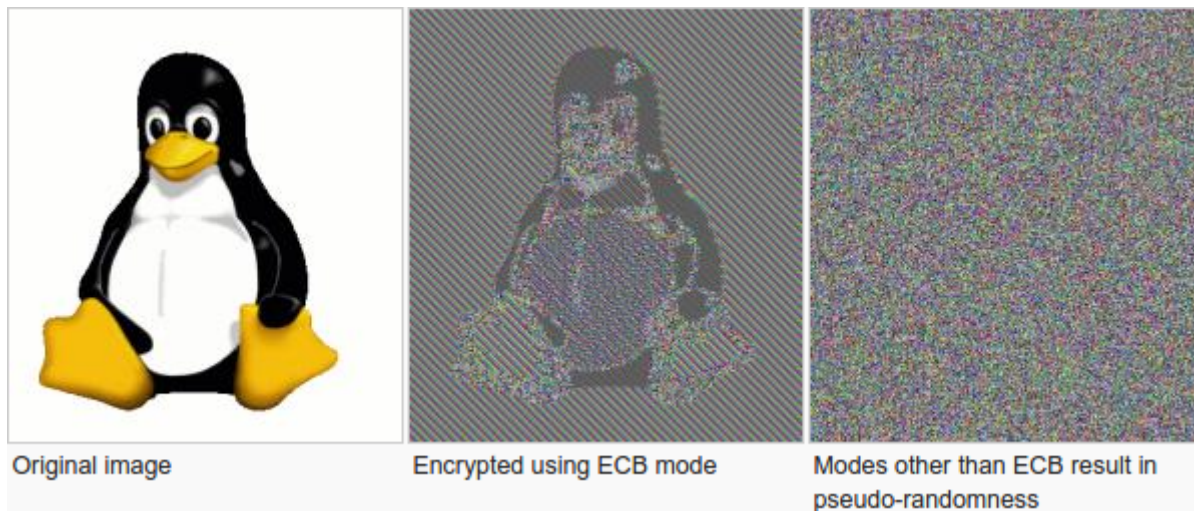 Original image
Encrypted using ECB mode
Modes other than ECB result in
pseudo-randomness